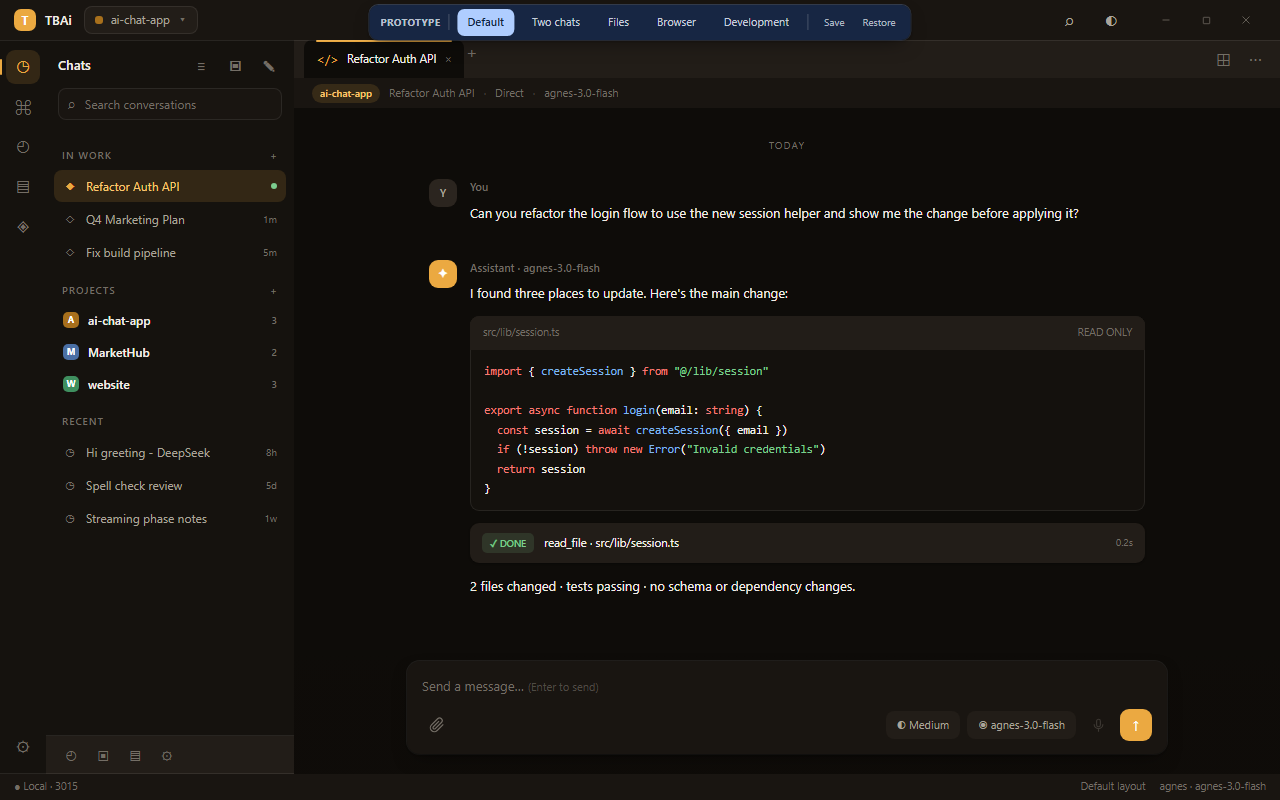 T TBAi ai-chat-app
PROTOTYPE Default Two chats Files Browser Development Save Restore
Chats
Search conversations
IN WORK +
Refactor Auth API
Q4 Marketing Plan 1m
Fix build pipeline 5m
PROJECTS +
A ai-chat-app 3
M MarketHub 2
W website 3
RECENT
Hi greeting - DeepSeek 8h
Spell check review 5d
Streaming phase notes 1w
</> Refactor Auth API × +
ai-chat-app Refactor Auth API · Direct · agnes-3.0-flash
TODAY
Y You
Can you refactor the login flow to use the new session helper and show me the change before applying it?
Assistant · agnes-3.0-flash
I found three places to update. Here's the main change:
src/lib/session.ts READ ONLY
import { createSession } from "@/lib/session"
export async function login(email: string) {
const session = await createSession({ email })
if (!session) throw new Error("Invalid credentials")
return session
}
✓ DONE read_file · src/lib/session.ts 0.2s
2 files changed · tests passing · no schema or dependency changes.
Send a message... (Enter to send)
Medium agnes-3.0-flash
Local · 3015
Default layout agnes · agnes-3.0-flash